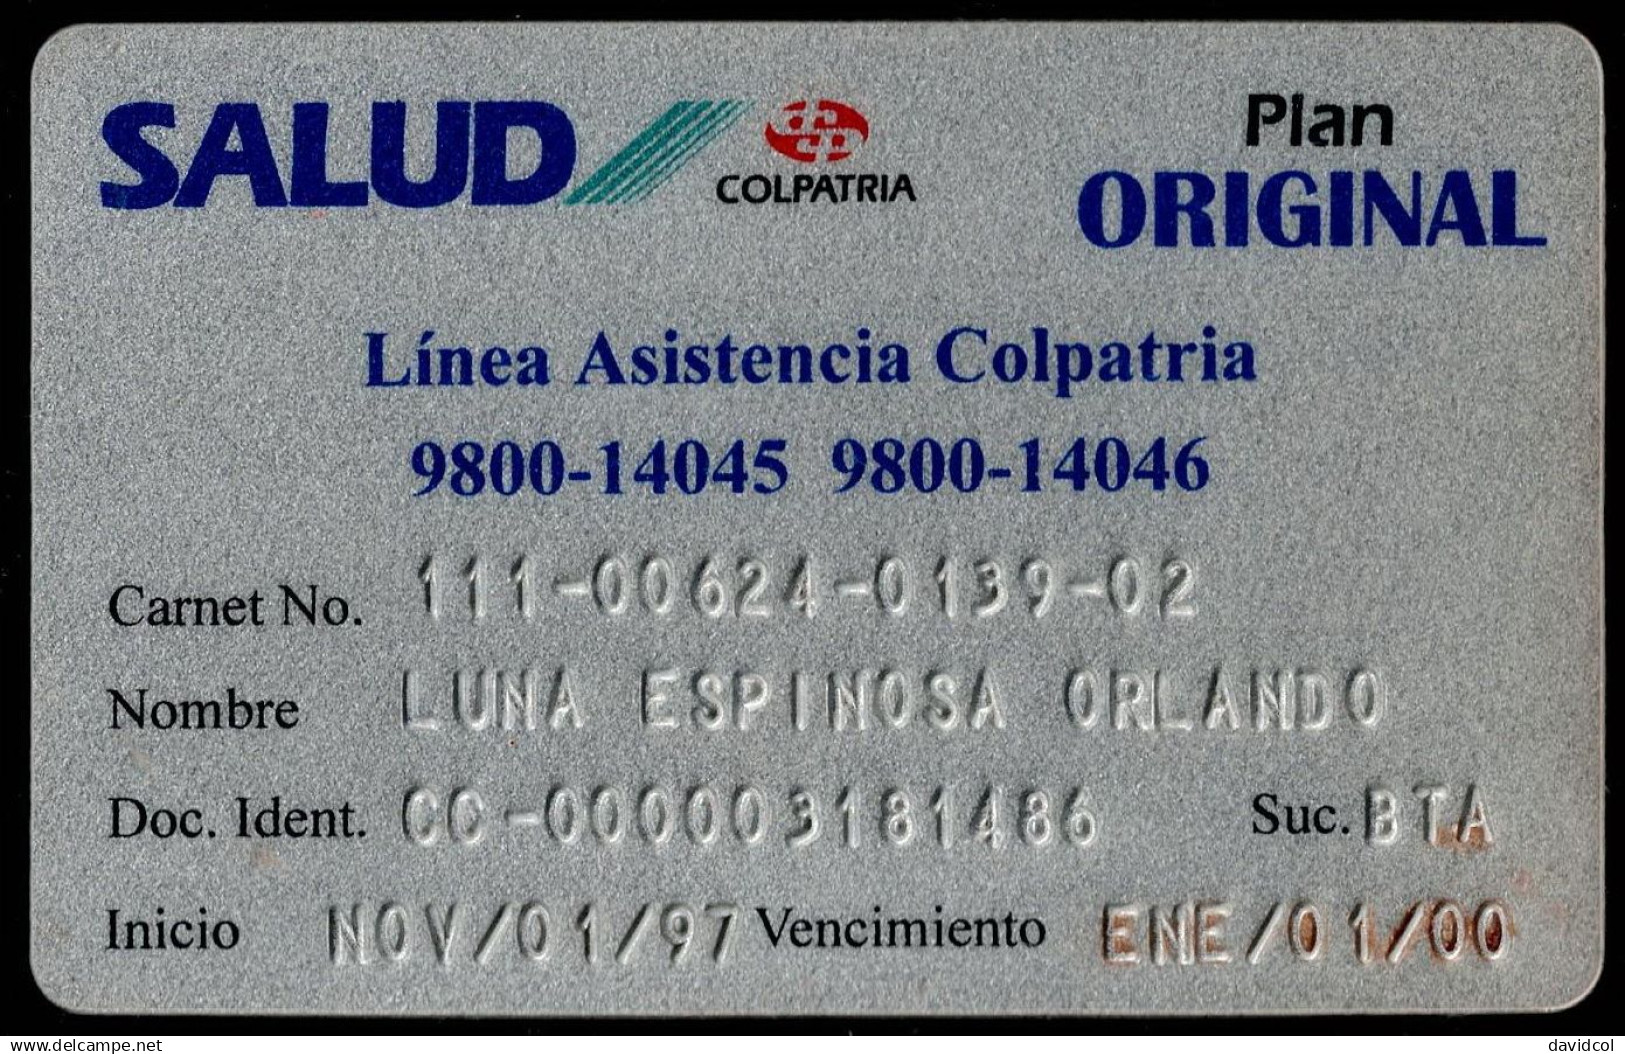 SALUD COLPATRIA
Plan
ORIGINAL
Línea Asistencia Colpatria
9800-14045 9800-14046
Carnet No. 111-00624-0139-02
Nombre LUNA ESPINOSA ORLANDO
Doc. Ident. CC-000003181486 Suc. BTA
Inicio NOV/01/97 Vencimiento ENE/01/00
delcampe.net
davidcol